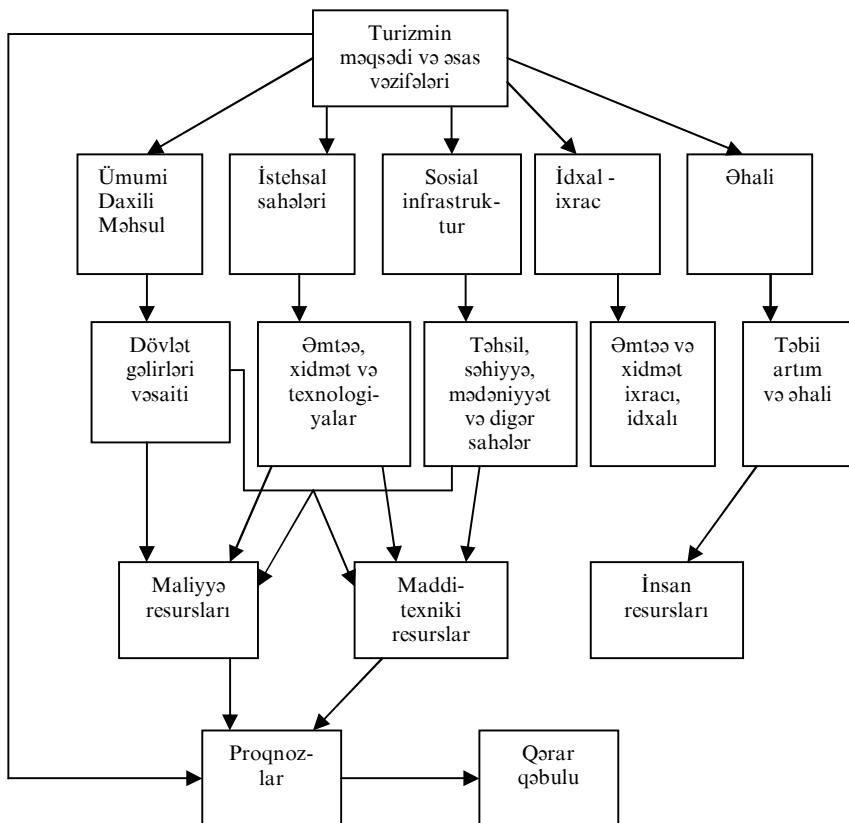 Turizmin
məqsədi və əsas
vəzifələri
Ümumi
Daxili
Məhsul
İstehsal
sahələri
Sosial
infrastruk-
tur
İdxal -
ixrac
Əhali
Dövlət
gəlirləri
vəsaiti
Əmtəə,
xidmət və
texnologi-
yalar
Təhsil,
səhiyyə,
mədəniyyət
və digər
sahələr
Əmtəə və
xidmət
ixracı,
idxalı
Təbii
artım
və əhali
Maliyyə
resursları
Maddi-
texniki
resurslar
İnsan
resursları
Proqnoz-
lar
Qərar
qəbulu